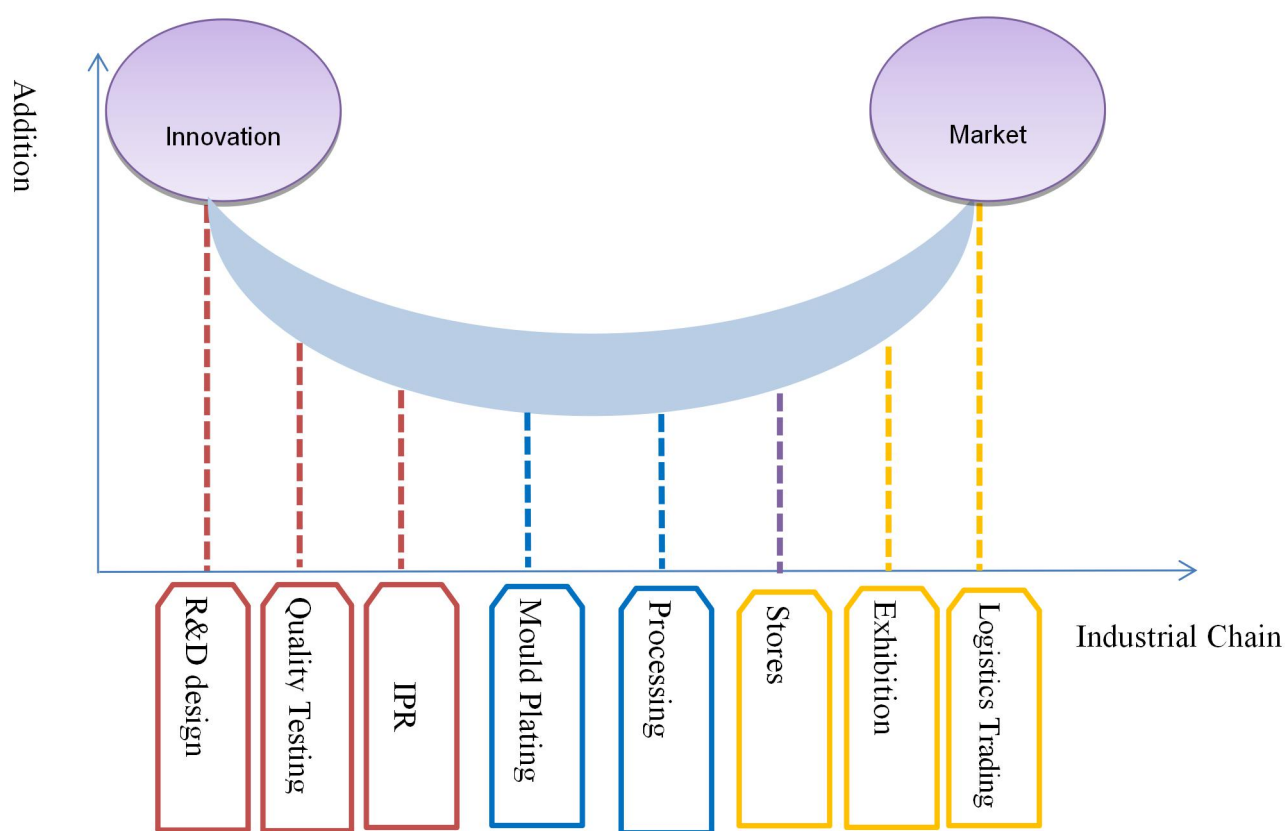 Addition
Innovation
Market
R&D design
Quality Testing
IPR
Mould Plating
Processing
Stores
Exhibition
Logistics Trading
Industrial Chain